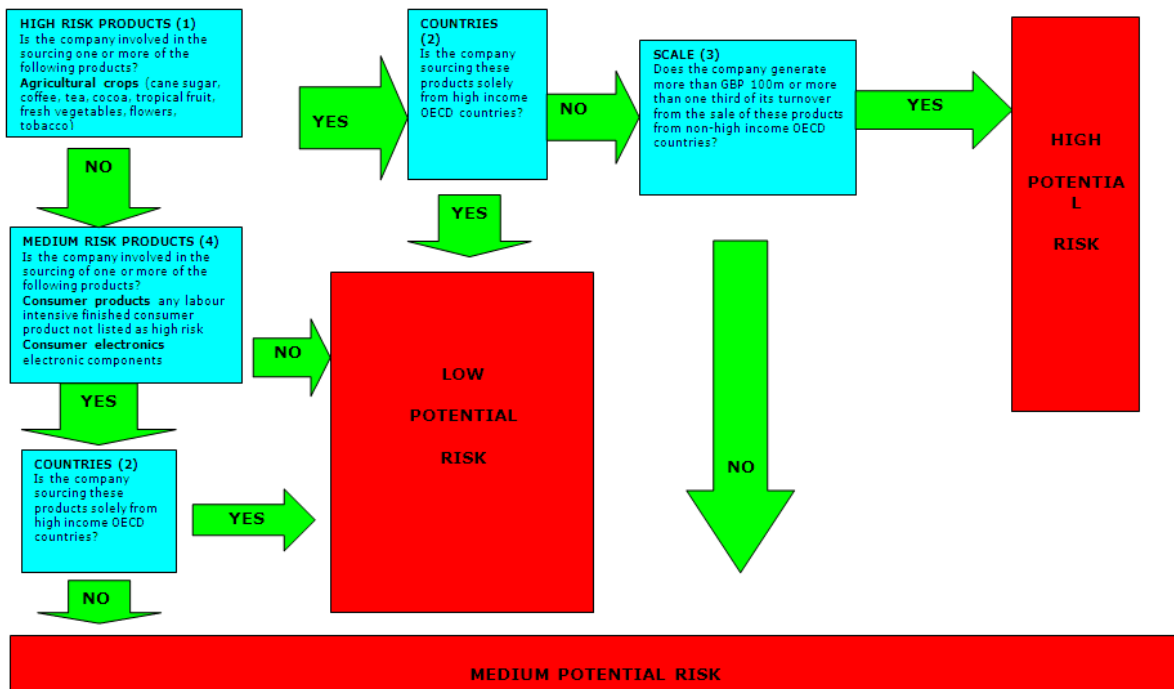 HIGH RISK PRODUCTS (1)
Is the company involved in the
sourcing one or more of the
following products?
Agricultural crops (cane sugar,
coffee, tea, cocoa, tropical fruit,
fresh vegetables, flowers,
tobacco)
YES
COUNTRIES
(2)
Is the company
sourcing these
products solely
from high income
OECD countries?
NO
SCALE (3)
Does the company generate
more than GBP 100m or more
than one third of its turnover
from the sale of these products
from non-high income OECD
countries?
YES
HIGH
POTENTIA
L
RISK
NO
YES
MEDIUM RISK PRODUCTS (4)
Is the company involved in the
sourcing of one or more of the
following products?
Consumer products any labour
intensive finished consumer
product not listed as high risk
Consumer electronics
electronic components
NO
LOW
POTENTIAL
RISK
YES
NO
COUNTRIES (2)
Is the company
sourcing these
products solely from
high income OECD
countries?
YES
NO
MEDIUM POTENTIAL RISK